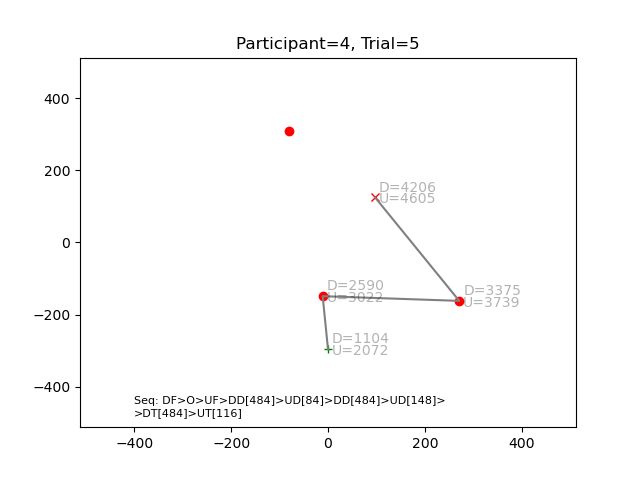 Participant=4, Trial=5
400
200
0
−200
−400
D=4206
U=4605
D=2590
U=3022
D=3375
U=3739
D=1104
U=2072
Seq: DF>O>UF>DD[484]>UD[84]>DD[484]>UD[148]>
>DT[484]>UT[116]
−400 −200 0 200 400